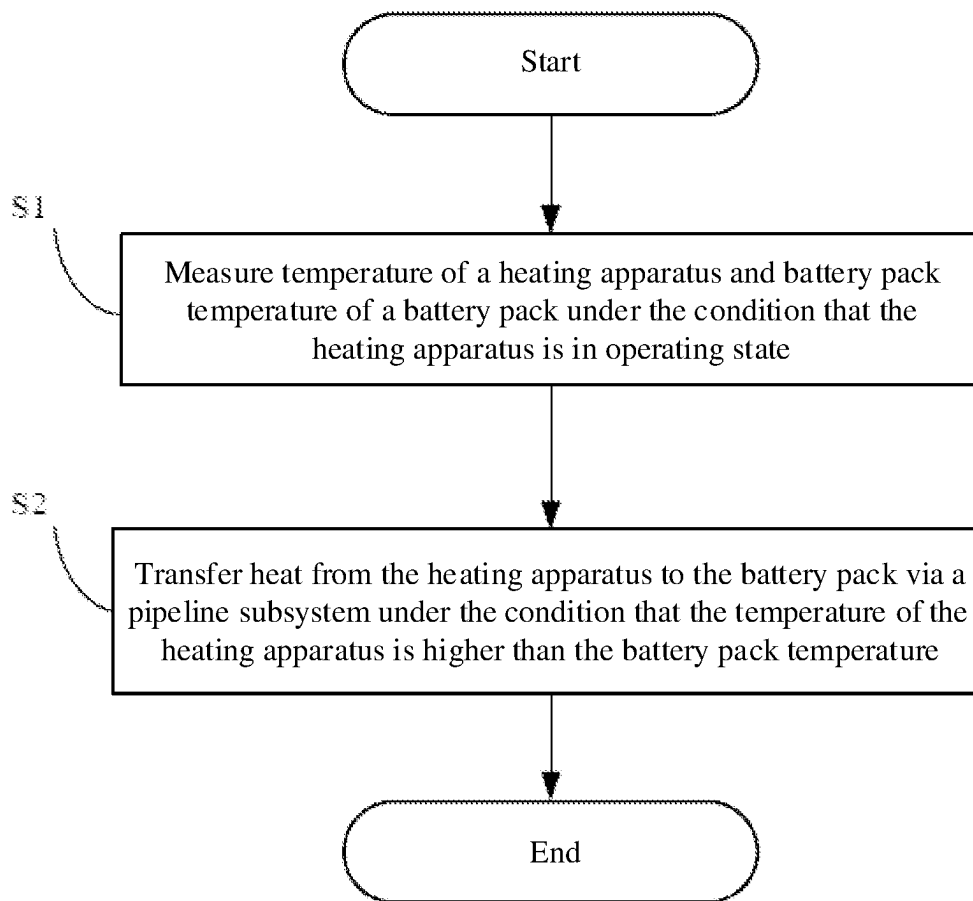 Start
S1
Measure temperature of a heating apparatus and battery pack
temperature of a battery pack under the condition that the
heating apparatus is in operating state
S2
Transfer heat from the heating apparatus to the battery pack via a
pipeline subsystem under the condition that the temperature of the
heating apparatus is higher than the battery pack temperature
End